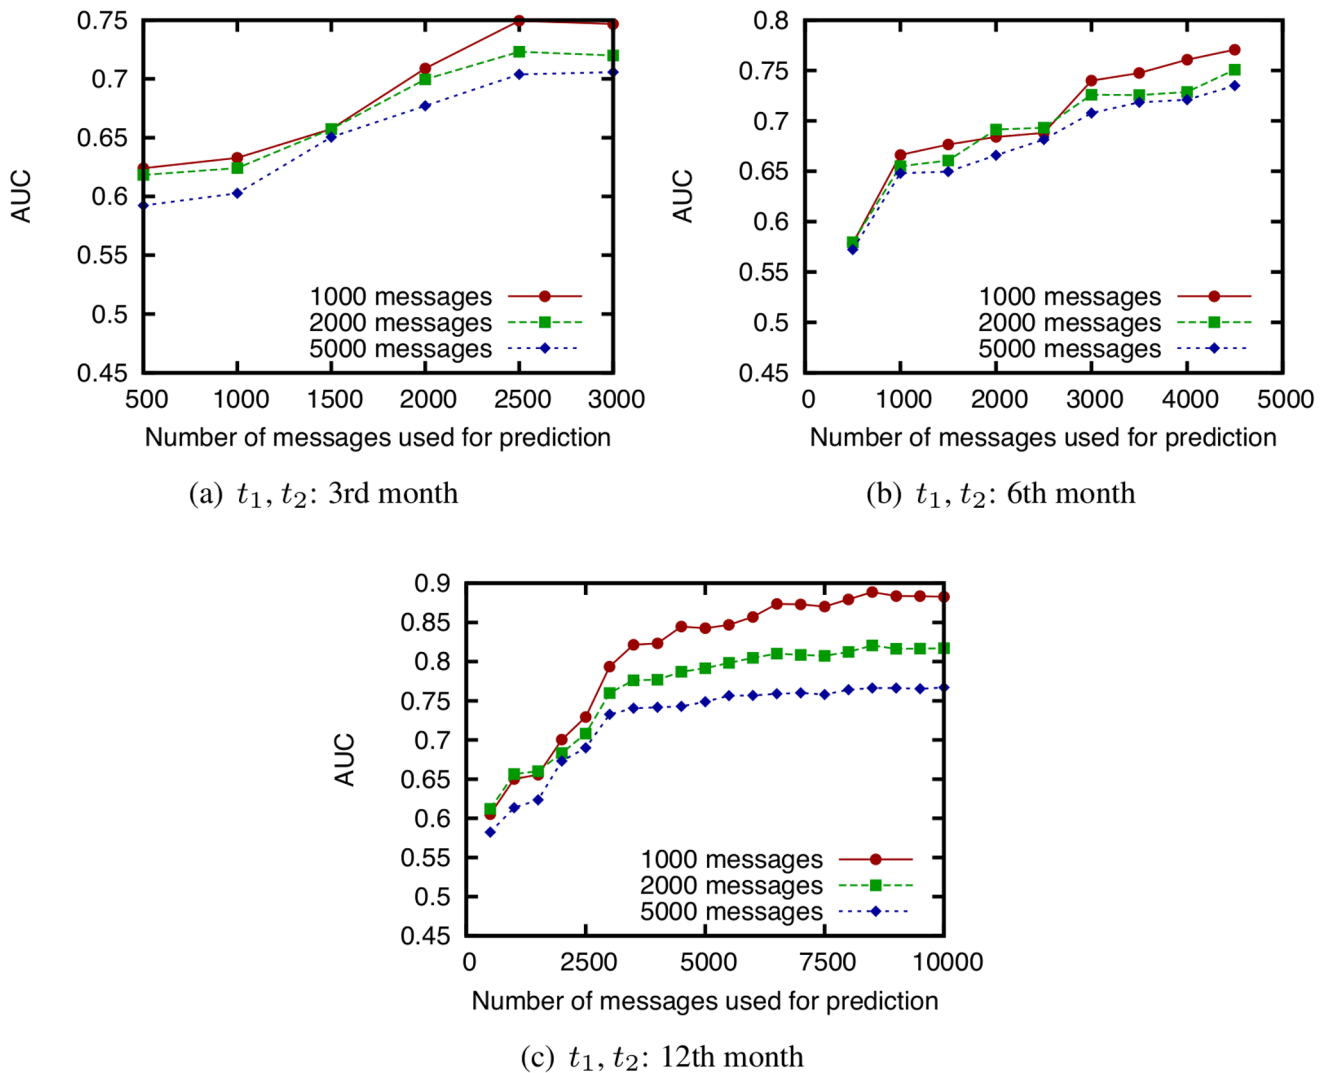 0.75
0.7
0.65
0.6
0.55
0.5
0.45
AUC
1000 messages
2000 messages
5000 messages
500 1000 1500 2000 2500 3000
Number of messages used for prediction
(a) t1, t2: 3rd month
0.8
0.75
0.7
0.65
0.6
0.55
0.5
0.45
AUC
1000 messages
2000 messages
5000 messages
0 1000 2000 3000 4000 5000
Number of messages used for prediction
(b) t1, t2: 6th month
0.9
0.85
0.8
0.75
0.7
0.65
0.6
0.55
0.5
0.45
AUC
1000 messages
2000 messages
5000 messages
0 2500 5000 7500 10000
Number of messages used for prediction
(c) t1, t2: 12th month